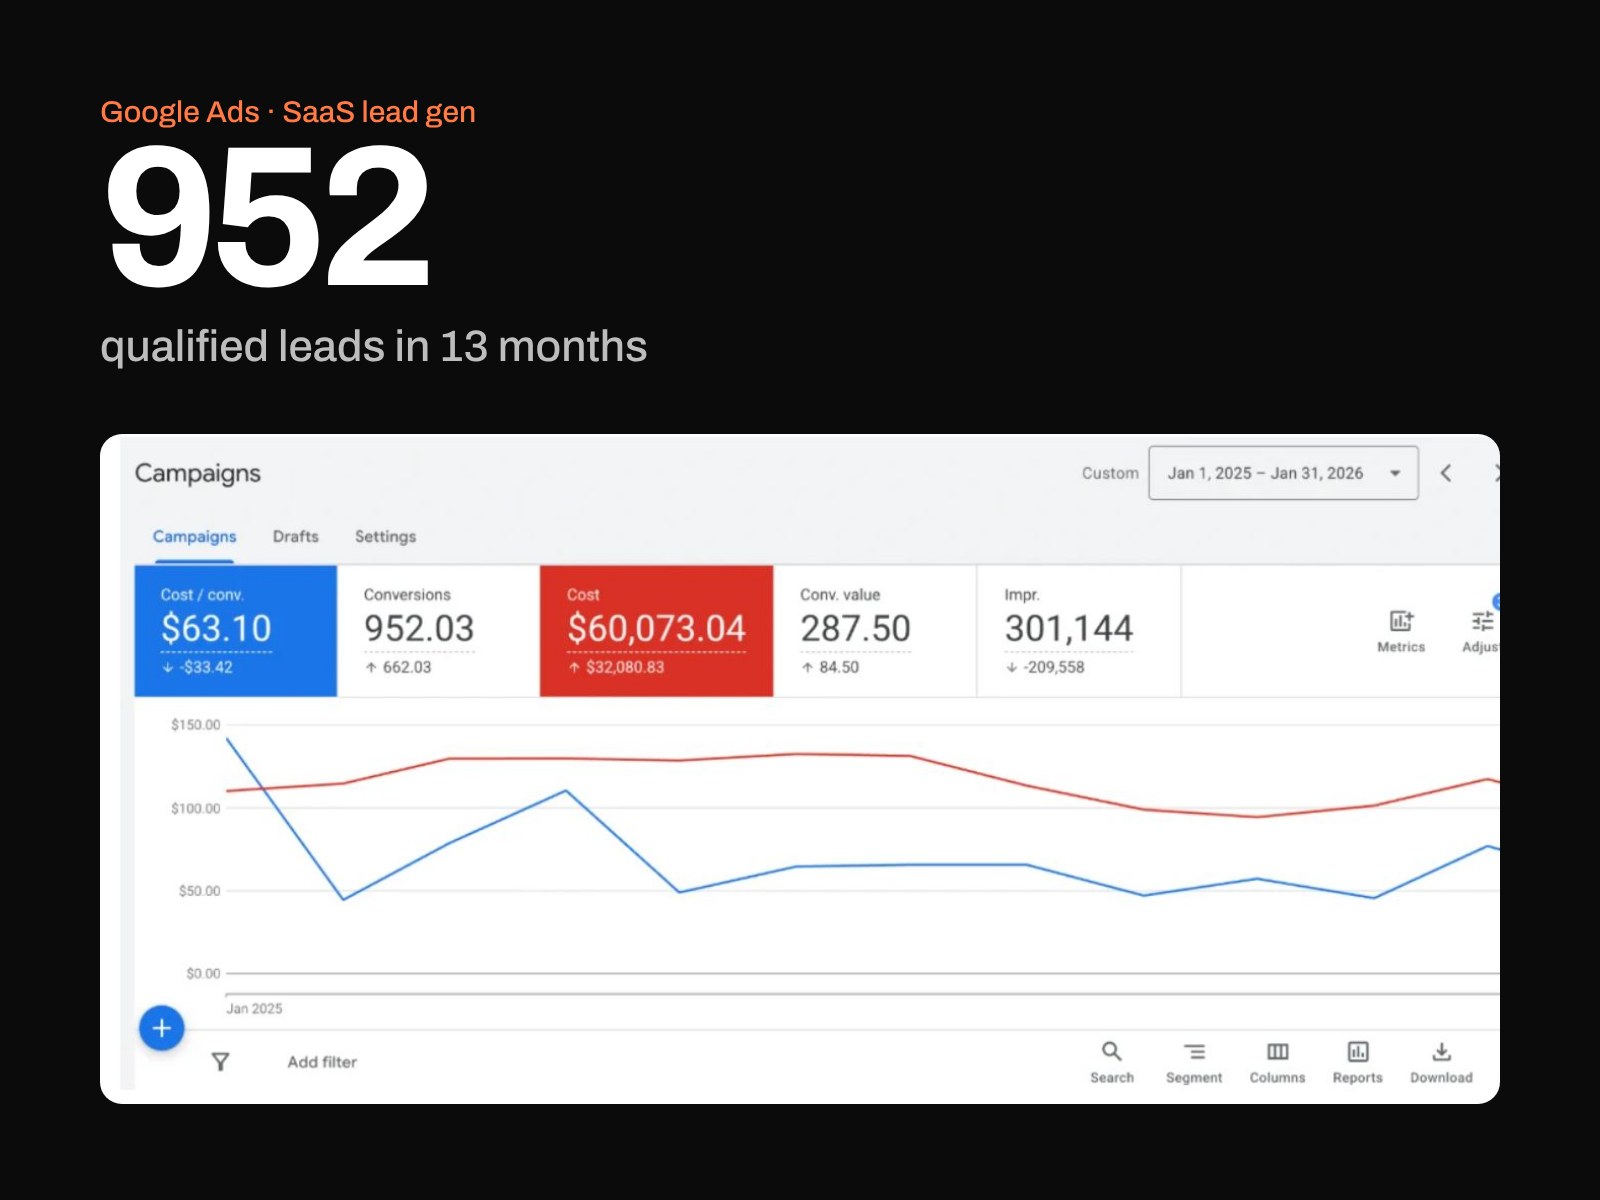 Google Ads · SaaS lead gen
952
qualified leads in 13 months
Campaigns
Custom
Jan 1, 2025 – Jan 31, 2026
Campaigns Drafts Settings
Cost / conv. Conversions Cost Conv. value Impr.
$63.10 952.03 $60,073.04 287.50 301,144
↓ -$33.42 ↑ 662.03 ↑ $32,080.83 ↑ 84.50 ↓ -209,558
Metrics Adjust
$150.00
$100.00
$50.00
$0.00
Jan 2025
Add filter
Search Segment Columns Reports Download